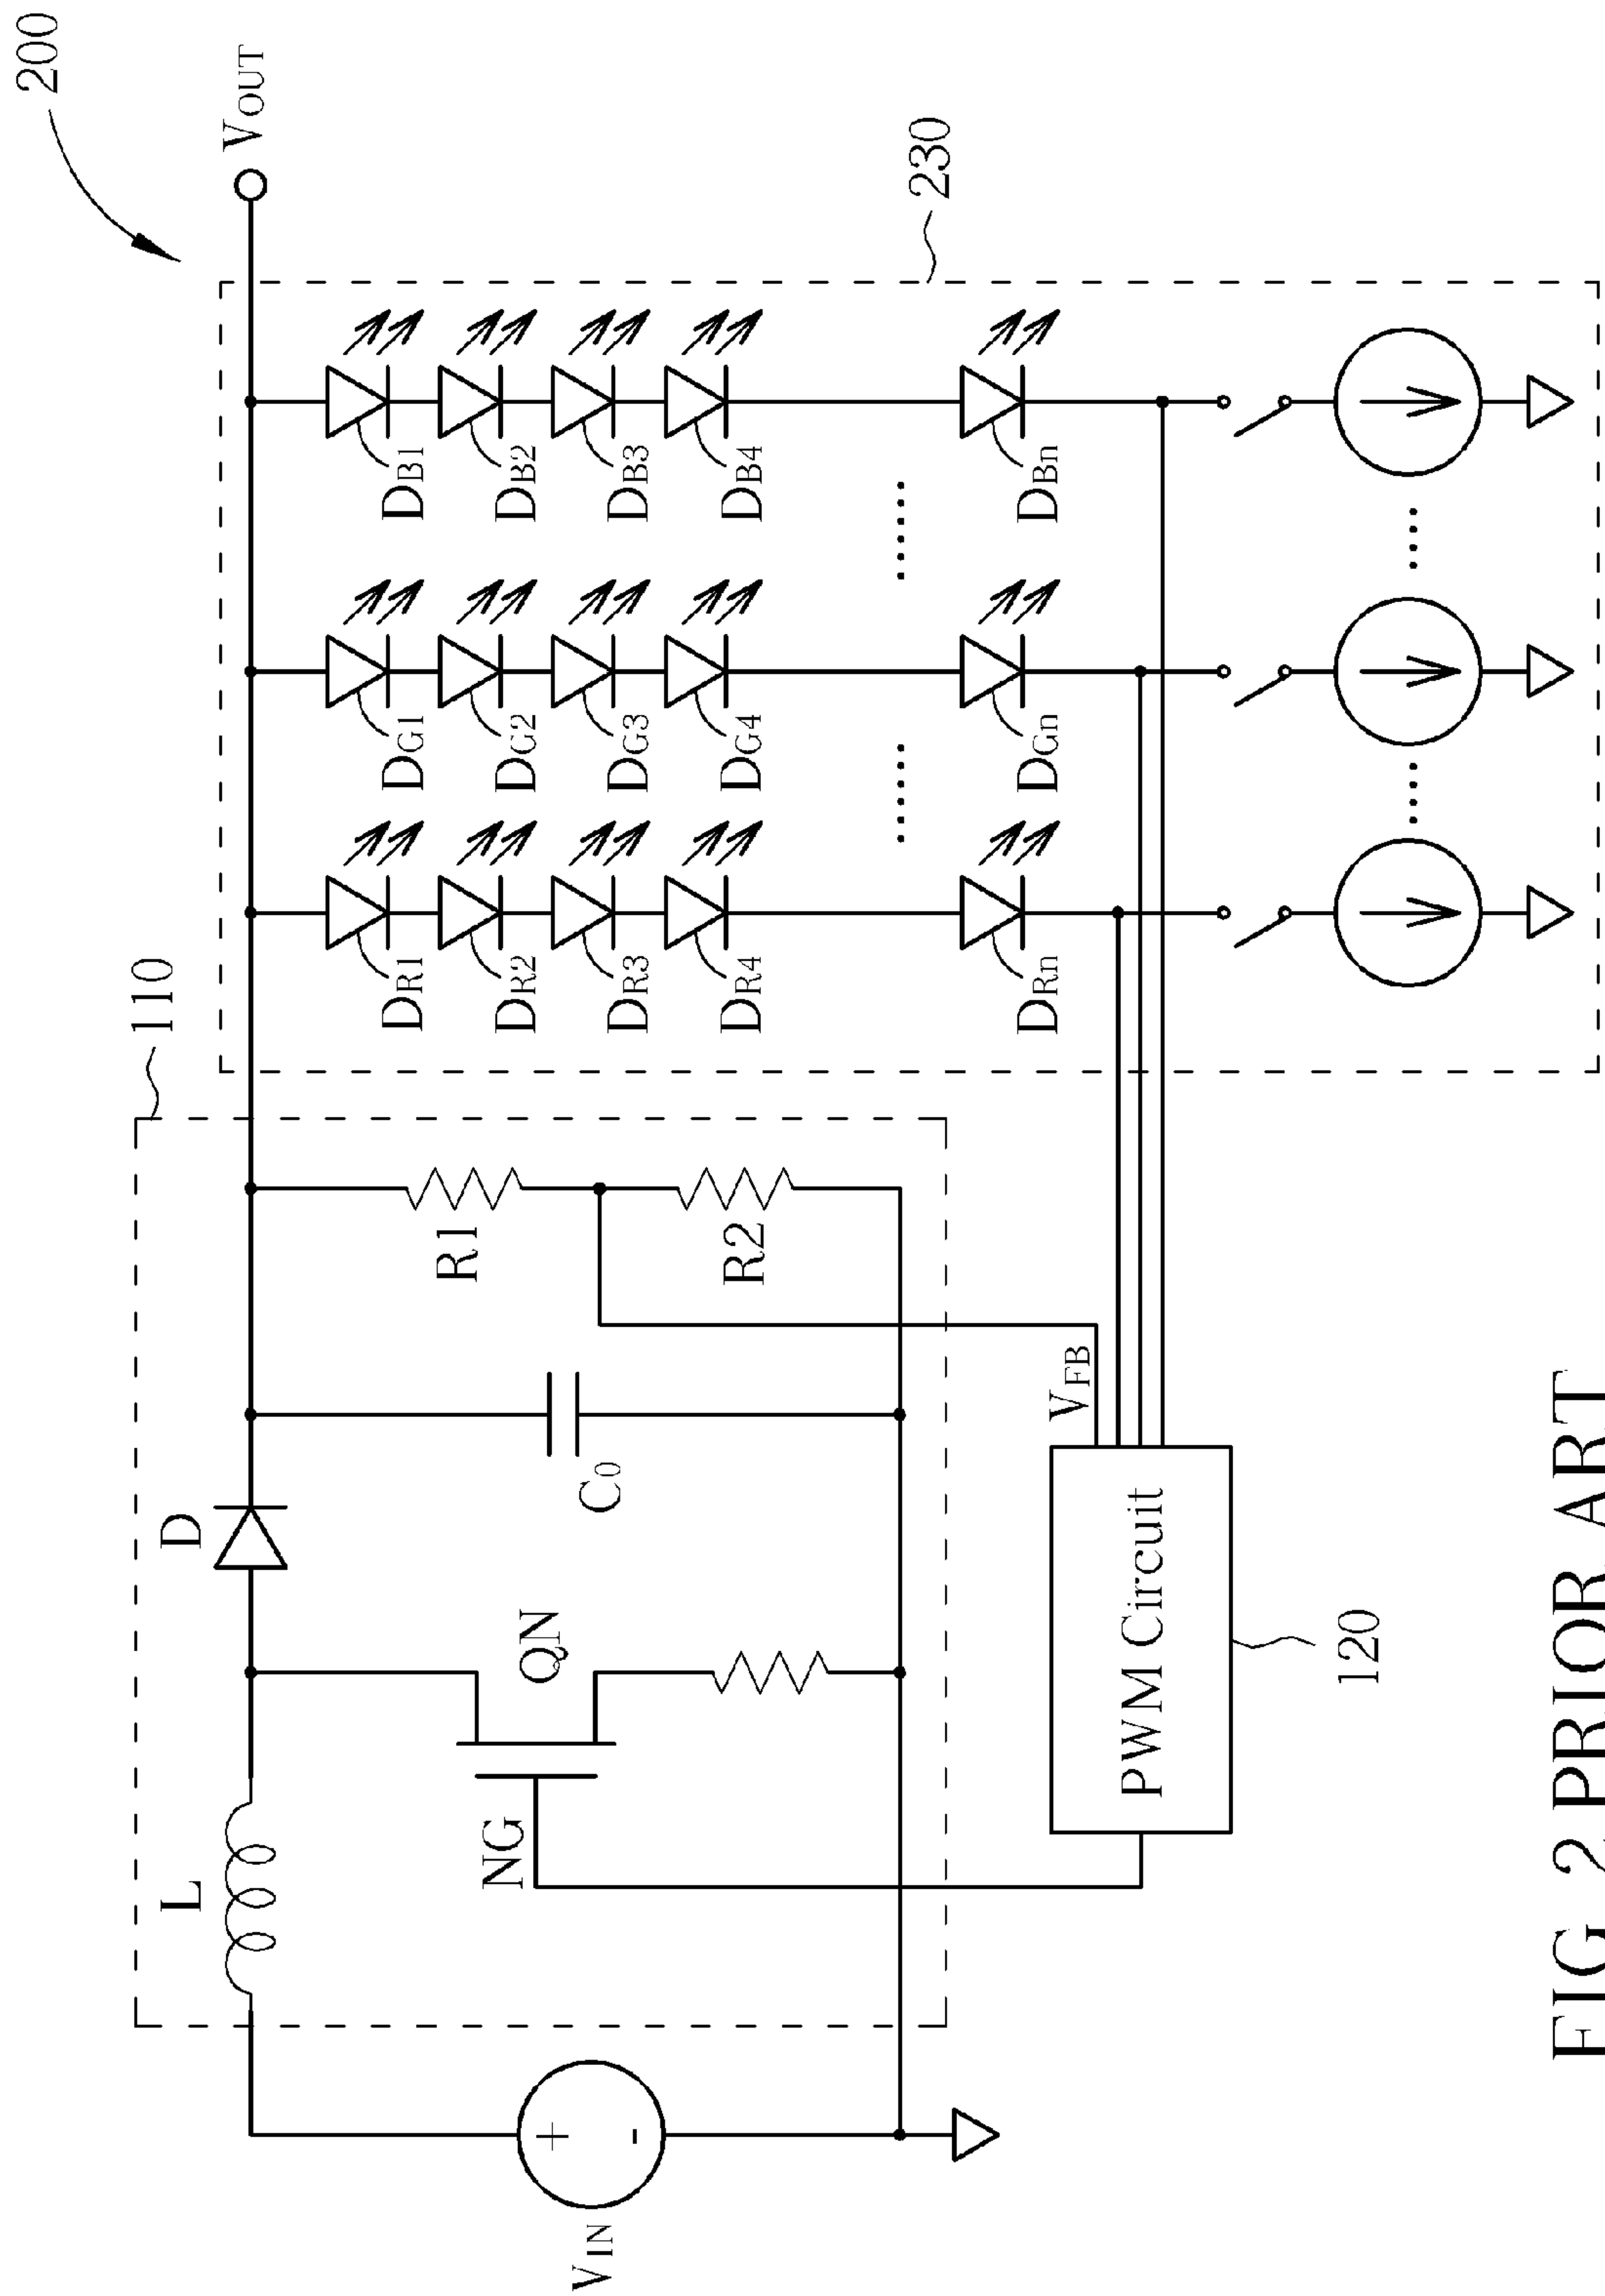 200
110
L
D
VOUT
NG
QN
C0
R1
R2
DR1
DG1
DB1
DR2
DG2
DB2
DR3
DG3
DB3
DR4
DG4
DB4
......
......
DRn
DGn
DBn
230
VIN
+
-
VFB
PWM Circuit
120
....
....
FIG. 2 PRIOR ART